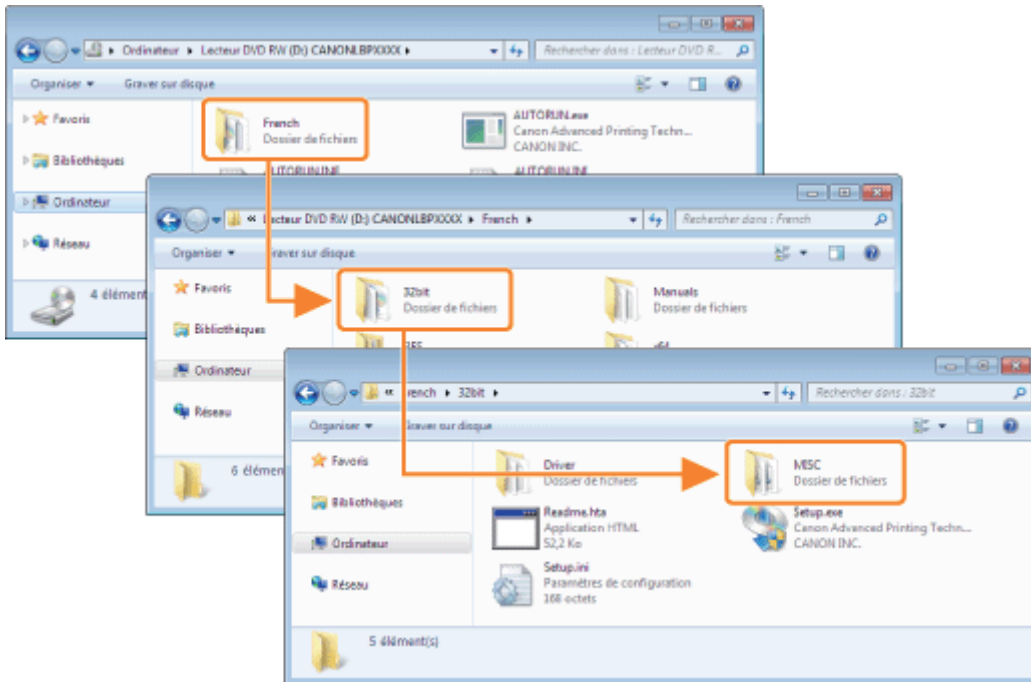 Ordinateur ▸ Lecteur DVD RW (D:) CANONLBPXXXX ▸
Rechercher dans : Lecteur DVD R...
Organiser Graver sur disque
Favoris
French
Dossier de fichiers
AUTORUN.exe
Canon Advanced Printing Techn...
CANON INC.
Bibliothèques
Ordinateur
Réseau
4 élément
« Lecteur DVD RW (D:) CANONLBPXXXX ▸ French ▸
Rechercher dans : French
Organiser raver sur disque
Favoris
32bit
Dossier de fichiers
Manuals
Dossier de fichiers
Bibliothèques
x64
Ordinateur
Réseau
6 élémen
« rench ▸ 32bit ▸
Rechercher dans : 32bit
Organiser Graver sur disque
Favoris
Driver
Dossier de fichiers
MISC
Dossier de fichiers
Bibliothèques
Readme.hta
Application HTML
52,2 Ko
Setup.exe
Canon Advanced Printing Techn...
CANON INC.
Ordinateur
Réseau
Setup.ini
Paramètres de configuration
168 octets
5 élément(s)